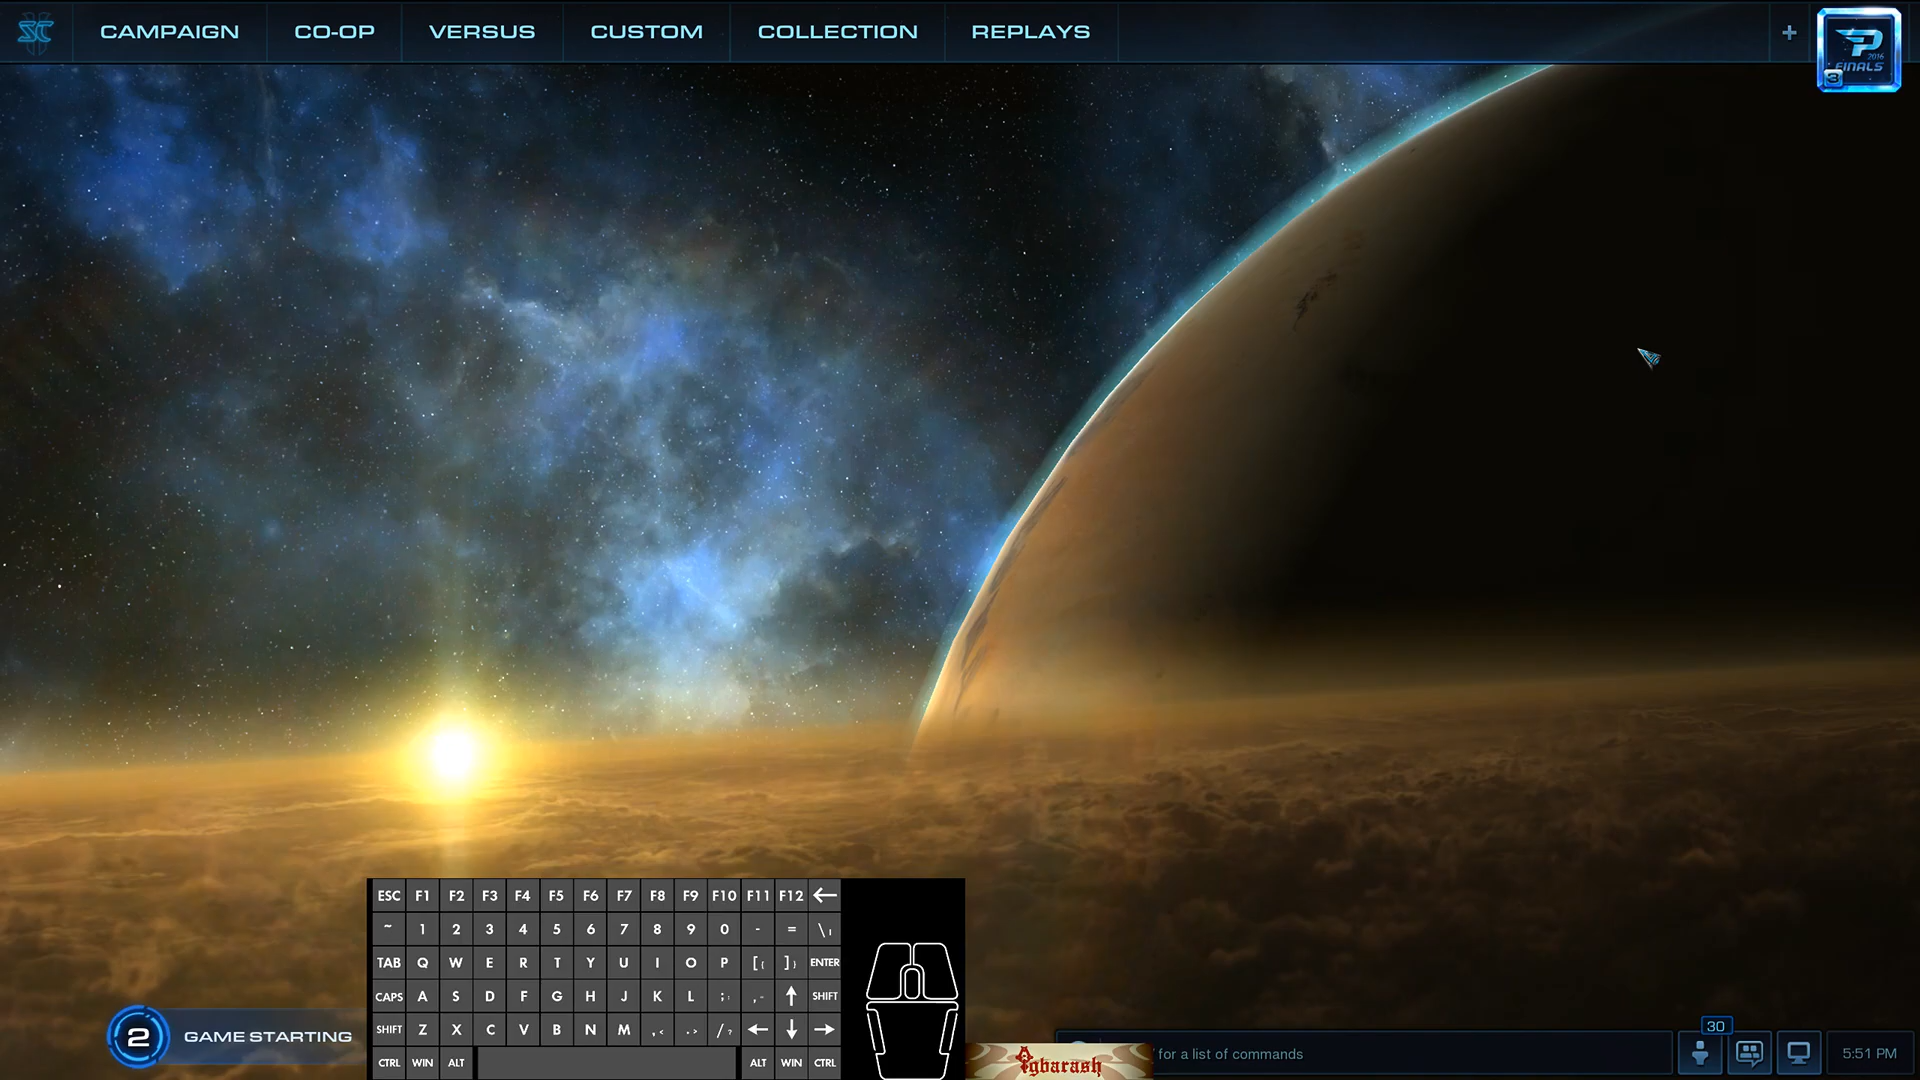 CAMPAIGN CO-OP VERSUS CUSTOM COLLECTION REPLAYS +
P 2016 FINALS 3
ESC F1 F2 F3 F4 F5 F6 F7 F8 F9 F10 F11 F12 ←
~ 1 2 3 4 5 6 7 8 9 0 - = \
TAB Q W E R T Y U I O P [{ ]} ENTER
CAPS A S D F G H J K L ;: ↑ SHIFT
SHIFT Z X C V B N M ,< .> /? ← ↓ →
CTRL WIN ALT ALT WIN CTRL
2 GAME STARTING
gbarash
for a list of commands
30
5:51 PM